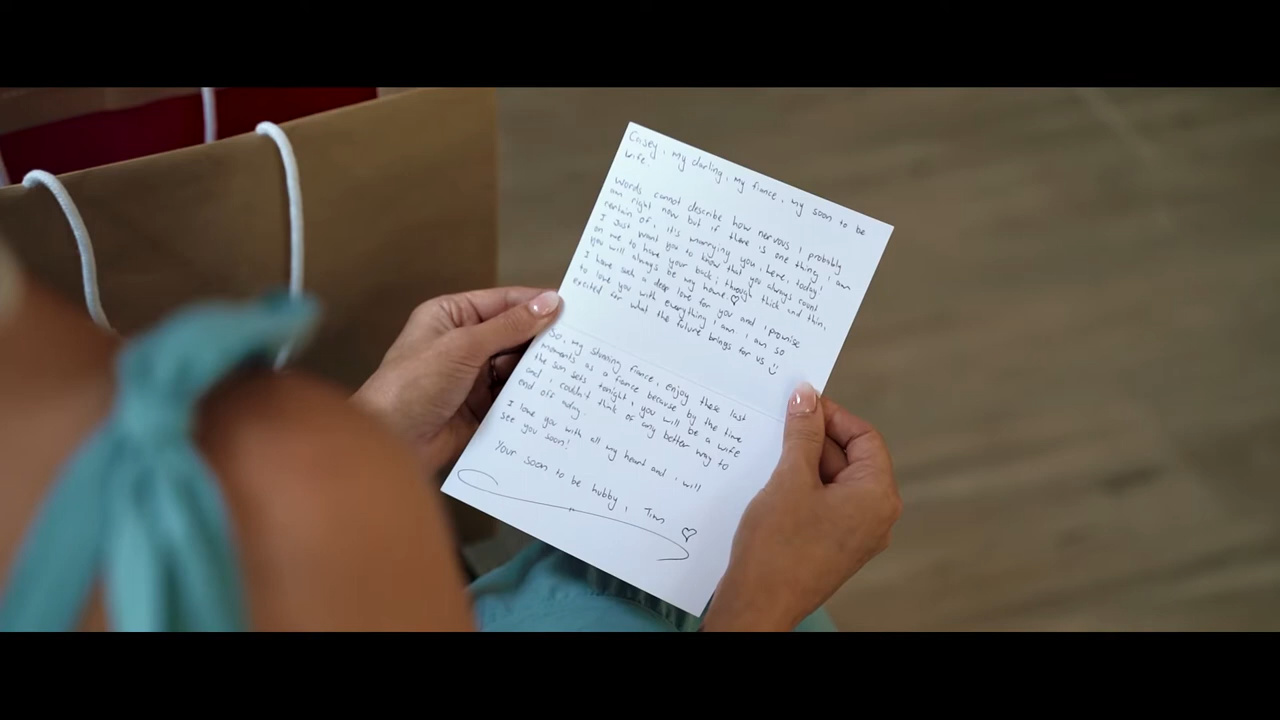 Casey, my darling, my fiance, my soon to be
wife.
Words cannot describe how nervous i probably
am right now but if there is one thing i am
certain of, it's marrying you, here, today.
I just want you to know that you always count
on me to have your back, through thick and thin.
You will always be my home. ♡
I have such a deep love for you and i promise
to love you with everything i am. I am so
excited for what the future brings for us :)
So, my stunning fiance, enjoy these last
moments as a fiance because by the time
the sun sets tonight, you will be a wife
and i couldn't think of any better way to
end off today.
I love you with all my heart and i will
see you soon!
Your soon to be hubby, Tim ♡